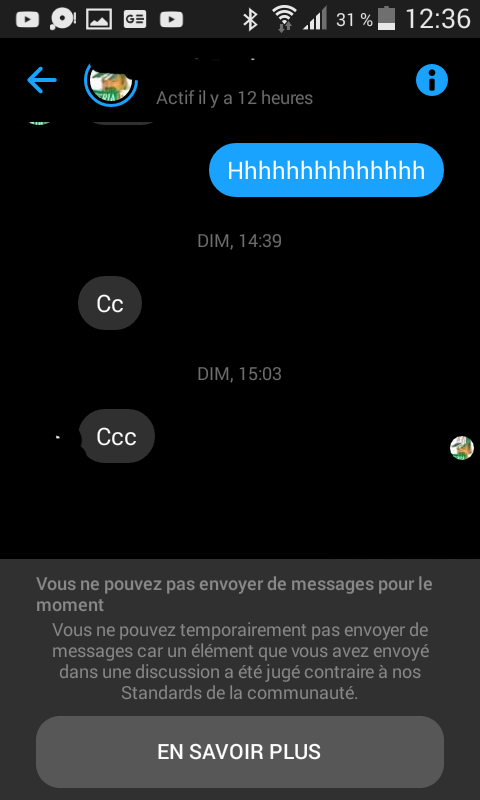 31 % 12:36
Actif il y a 12 heures
Hhhhhhhhhhhhhh
DIM, 14:39
Cc
DIM, 15:03
Ccc
Vous ne pouvez pas envoyer de messages pour le
moment
Vous ne pouvez temporairement pas envoyer de
messages car un élément que vous avez envoyé
dans une discussion a été jugé contraire à nos
Standards de la communauté.
EN SAVOIR PLUS